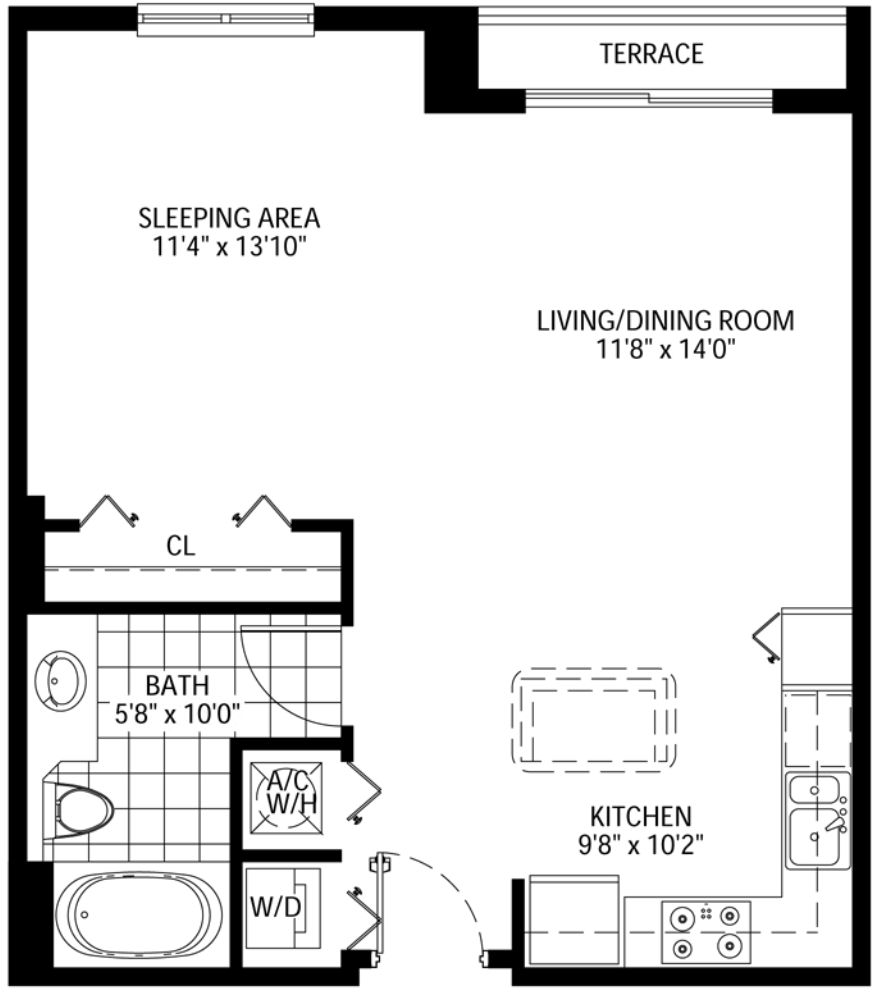 TERRACE
SLEEPING AREA
11'4" x 13'10"
LIVING/DINING ROOM
11'8" x 14'0"
CL
BATH
5'8" x 10'0"
A/C
W/H
KITCHEN
9'8" x 10'2"
W/D